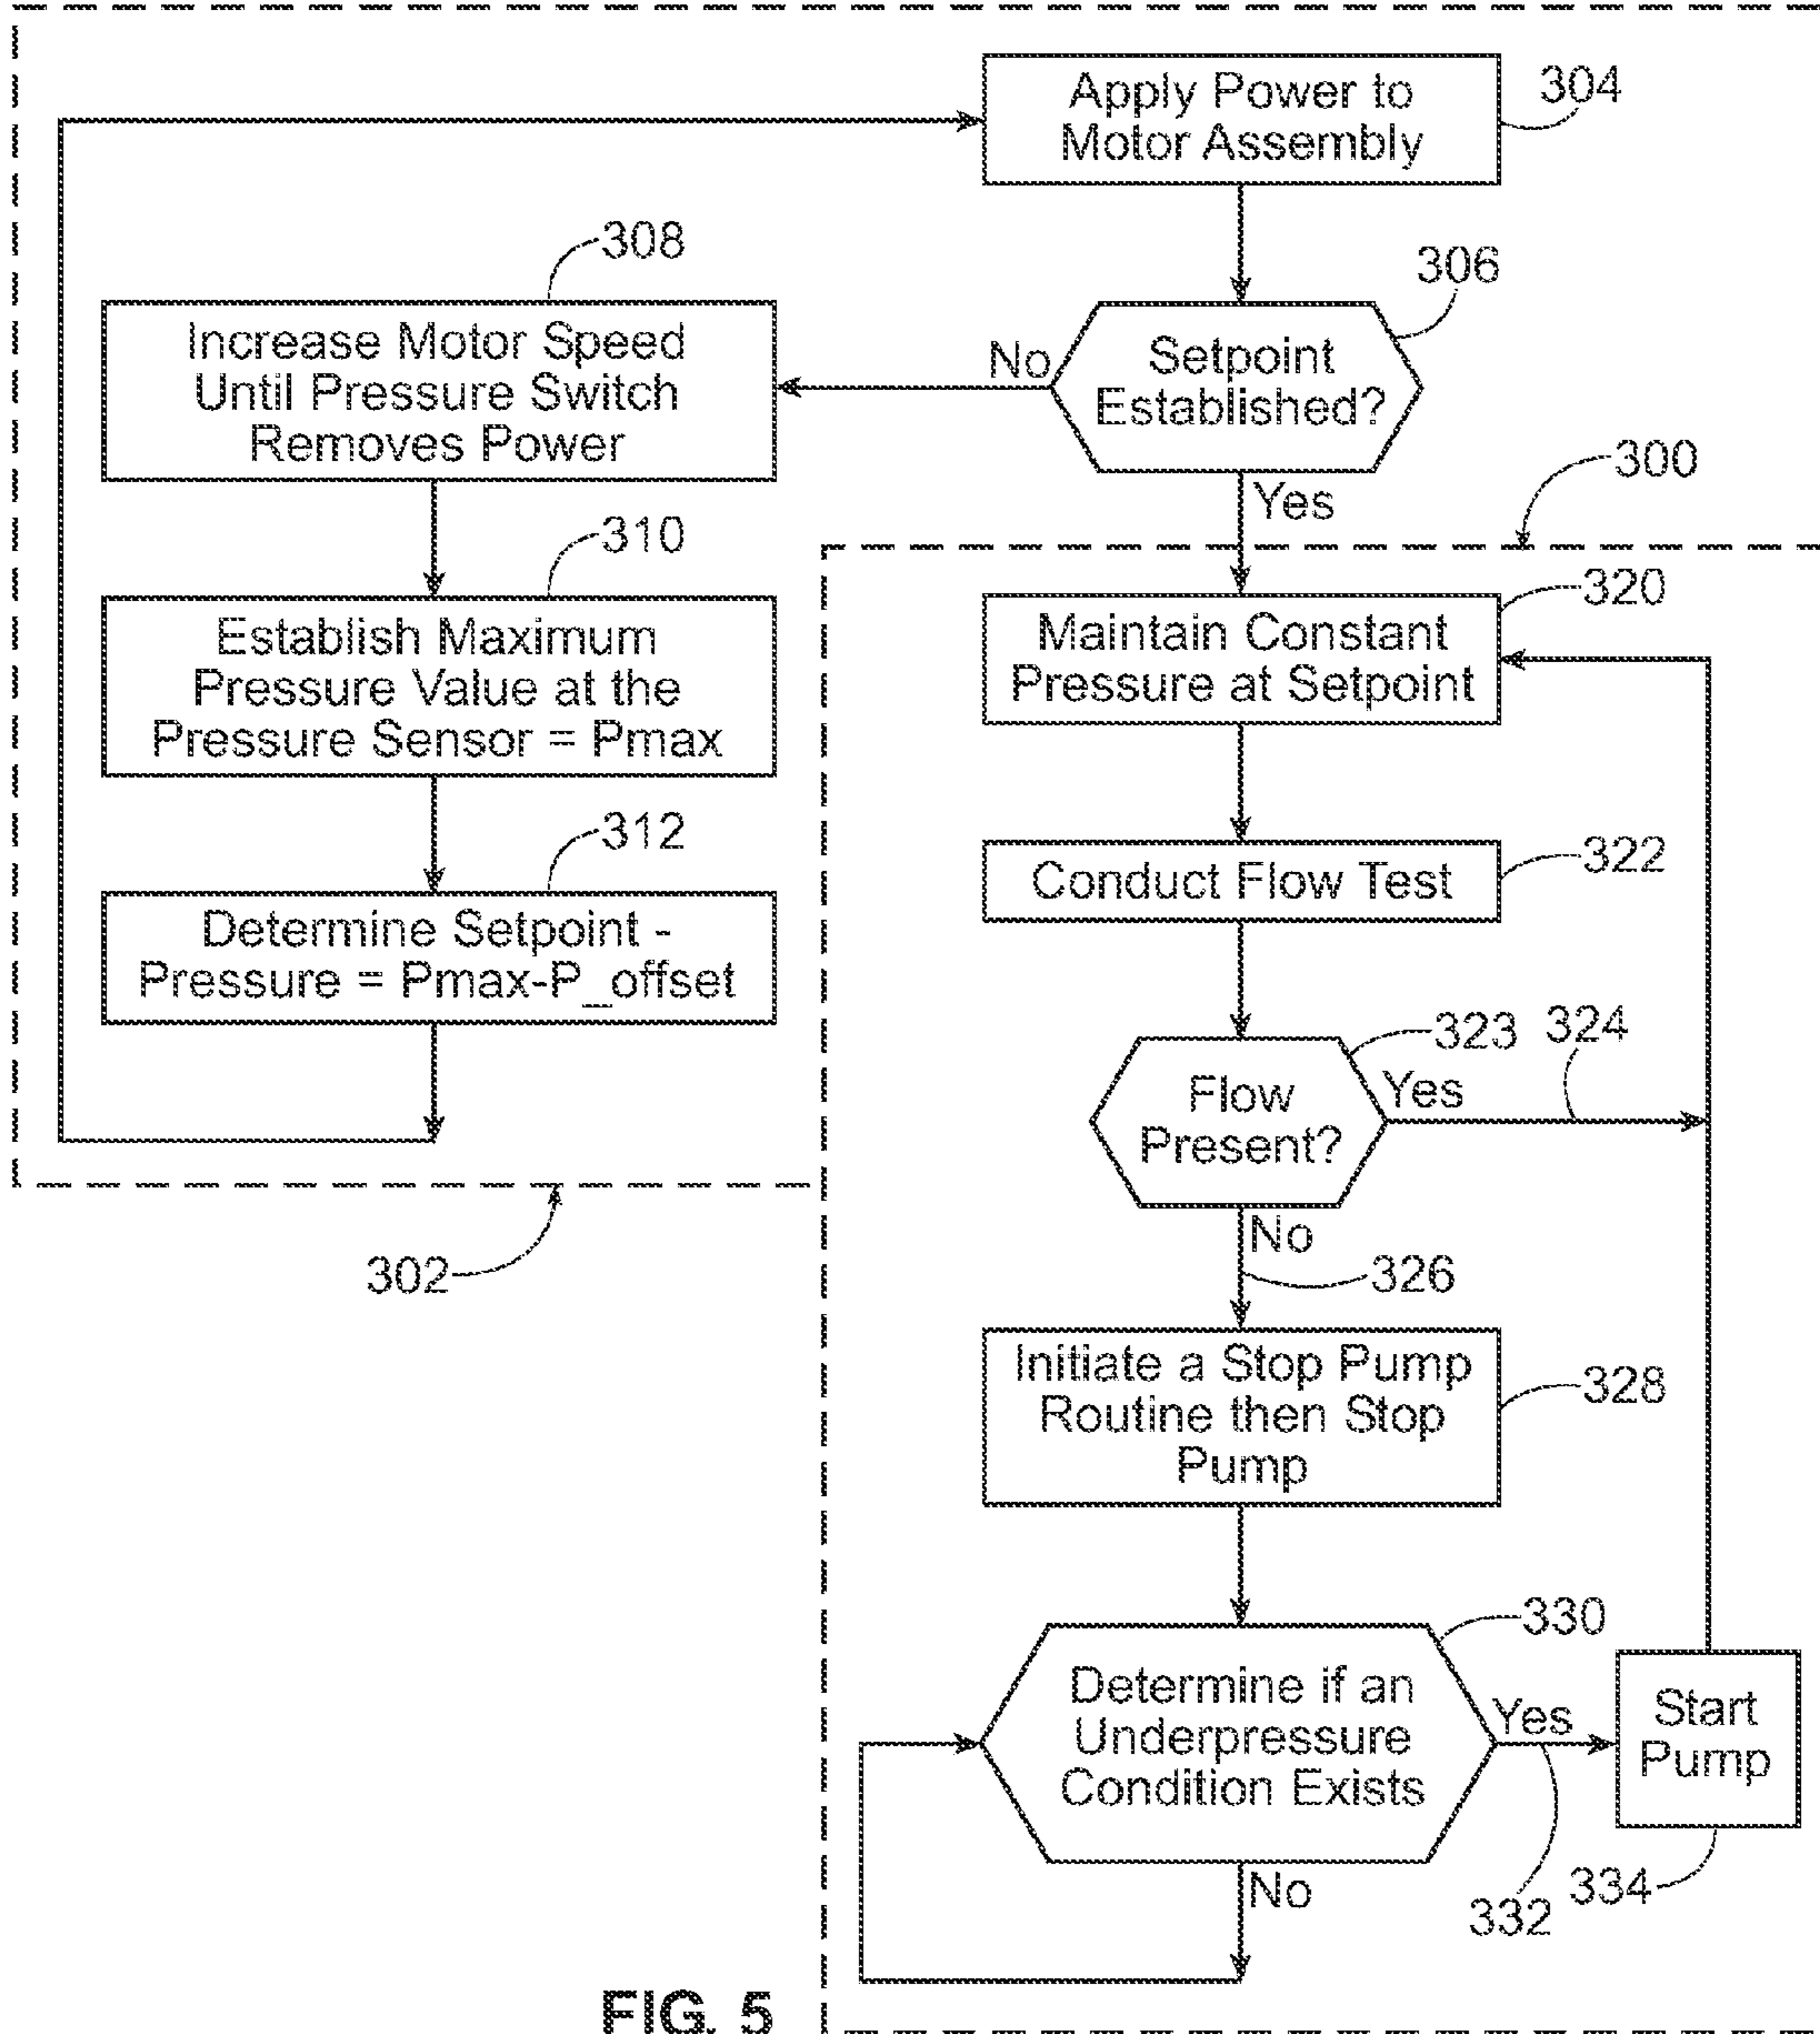 Apply Power to
Motor Assembly
304
308
306
Increase Motor Speed
Until Pressure Switch
Removes Power
No
Setpoint
Established?
Yes
300
310
Establish Maximum
Pressure Value at the
Pressure Sensor = Pmax
320
Maintain Constant
Pressure at Setpoint
312
Determine Setpoint -
Pressure = Pmax-P_offset
322
Conduct Flow Test
323
324
Flow
Present?
Yes
302
No
326
Initiate a Stop Pump
Routine then Stop
Pump
328
330
Determine if an
Underpressure
Condition Exists
Yes
Start
Pump
No
332
334
FIG. 5